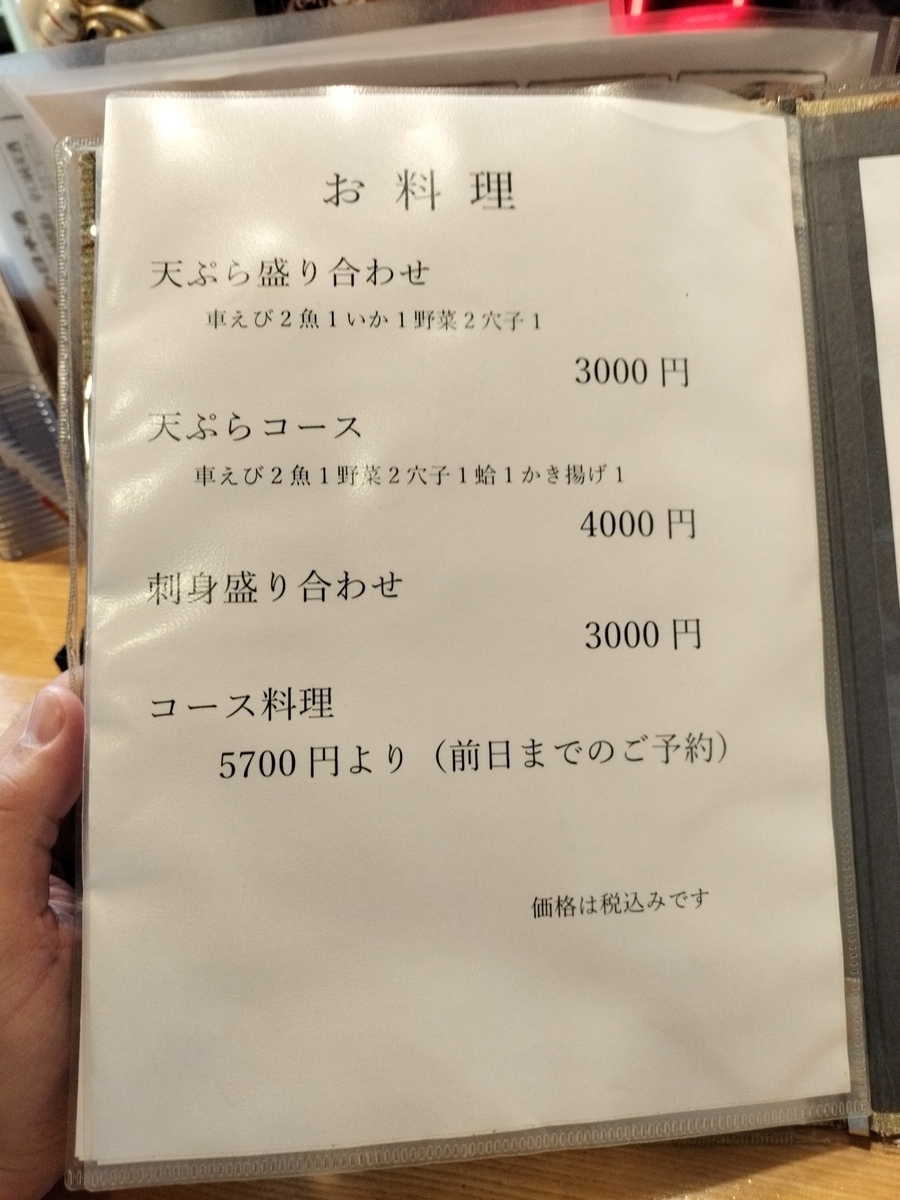 お料理
天ぷら盛り合わせ
車えび２魚１いか１野菜２穴子１
3000円
天ぷらコース
車えび２魚１野菜２穴子１蛤１かき揚げ１
4000円
刺身盛り合わせ
3000円
コース料理
5700円より（前日までのご予約）
価格は税込みです